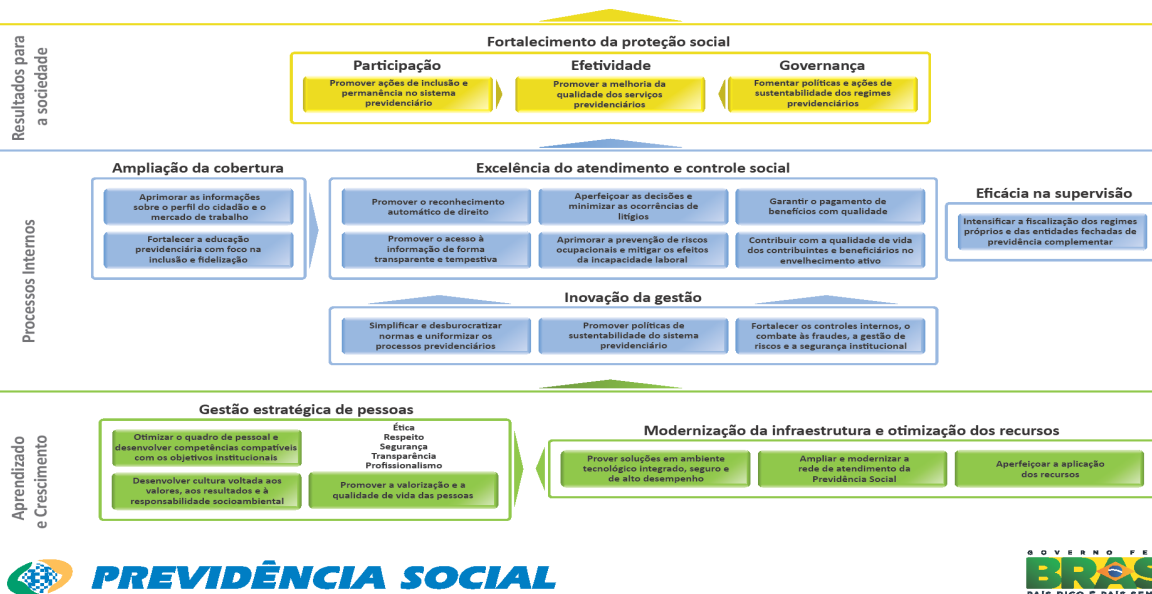 Resultados para
a sociedade
Fortalecimento da proteção social
Participação
Promover ações de inclusão e
permanência no sistema
previdenciário
Efetividade
Promover a melhoria da
qualidade dos serviços
previdenciários
Governança
Fomentar políticas e ações de
sustentabilidade dos regimes
previdenciários
Processos Internos
Ampliação da cobertura
Aprimorar as informações
sobre o perfil do cidadão e o
mercado de trabalho
Fortalecer a educação
previdenciária com foco na
inclusão e fidelização
Excelência do atendimento e controle social
Promover o reconhecimento
automático de direito
Aperfeiçoar as decisões e
minimizar as ocorrências de
litígios
Garantir o pagamento de
benefícios com qualidade
Promover o acesso à
informação de forma
transparente e tempestiva
Aprimorar a prevenção de riscos
ocupacionais e mitigar os efeitos
da incapacidade laboral
Contribuir com a qualidade de vida
dos contribuintes e beneficiários no
envelhecimento ativo
Eficácia na supervisão
Intensificar a fiscalização dos regimes
próprios e das entidades fechadas de
previdência complementar
Inovação da gestão
Simplificar e desburocratizar
normas e uniformizar os
processos previdenciários
Promover políticas de
sustentabilidade do sistema
previdenciário
Fortalecer os controles internos, o
combate às fraudes, a gestão de
riscos e a segurança institucional
Aprendizado
e Crescimento
Gestão estratégica de pessoas
Otimizar o quadro de pessoal e
desenvolver competências compatíveis
com os objetivos institucionais
Ética
Respeito
Segurança
Transparência
Profissionalismo
Desenvolver cultura voltada aos
valores, aos resultados e à
responsabilidade socioambiental
Promover a valorização e a
qualidade de vida das pessoas
Modernização da infraestrutura e otimização dos recursos
Prover soluções em ambiente
tecnológico integrado, seguro e
de alto desempenho
Ampliar e modernizar a
rede de atendimento da
Previdência Social
Aperfeiçoar a aplicação
dos recursos
PREVIDÊNCIA SOCIAL
GOVERNO FE
BRAS
PAÍS RICO É PAÍS SEM